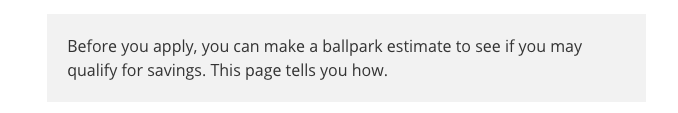 Before you apply, you can make a ballpark estimate to see if you may
qualify for savings. This page tells you how.